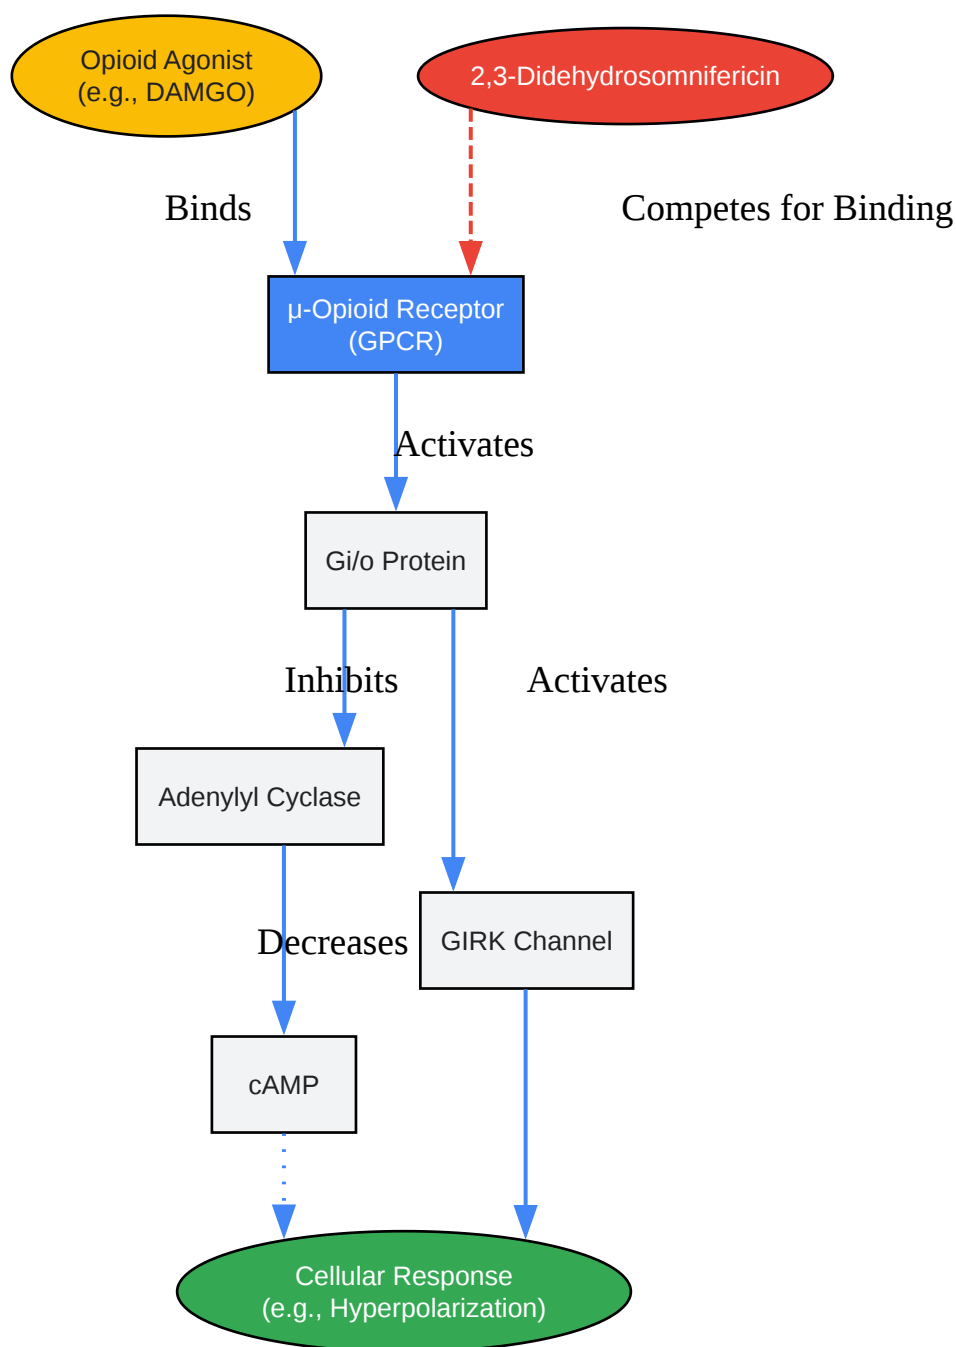 Opioid Agonist
(e.g., DAMGO)
2,3-Didehydrosomnifericin
Binds
Competes for Binding
μ-Opioid Receptor
(GPCR)
Activates
Gi/o Protein
Inhibits
Activates
Adenylyl Cyclase
Decreases
GIRK Channel
cAMP
Cellular Response
(e.g., Hyperpolarization)